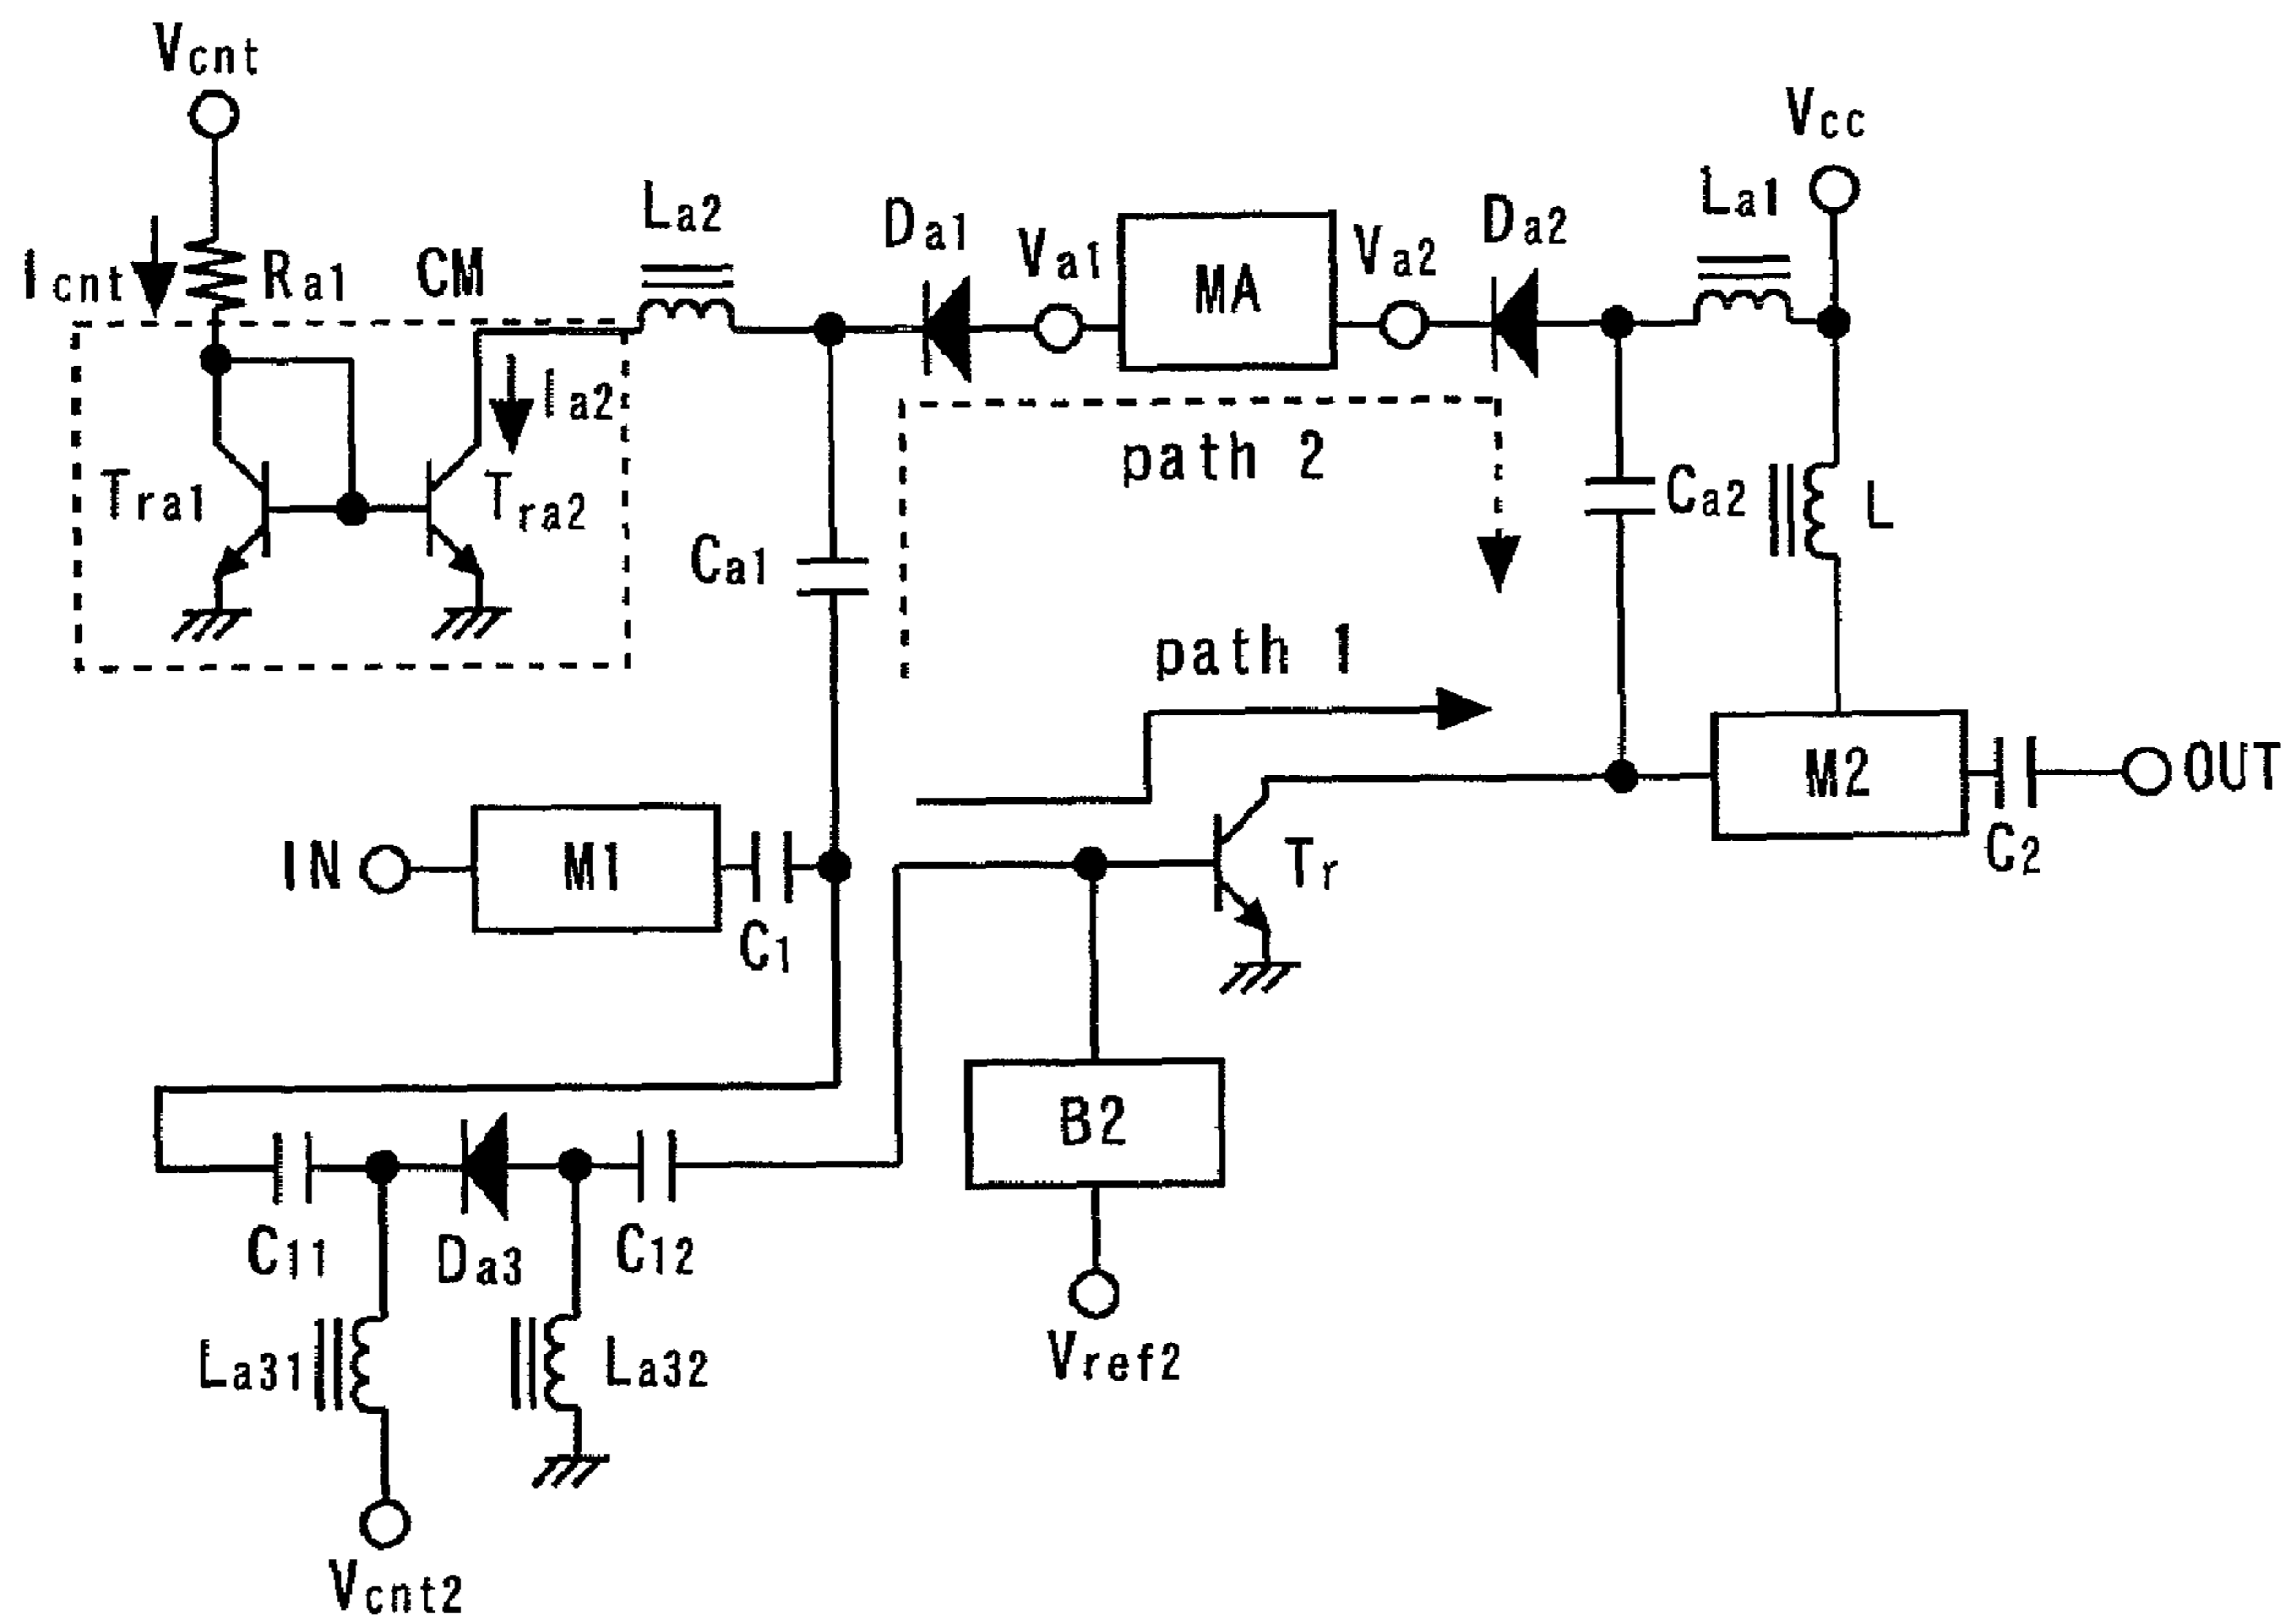 Vcnt
Vcc
La2
Da1
Va1
MA
Va2
Da2
La1
Icnt
Ra1
CM
Ia2
path 2
Tra1
Tra2
Ca1
Ca2
L
path 1
IN
M1
C1
Tr
M2
C2
OUT
B2
C11
Da3
C12
La31
La32
Vref2
Vcnt2